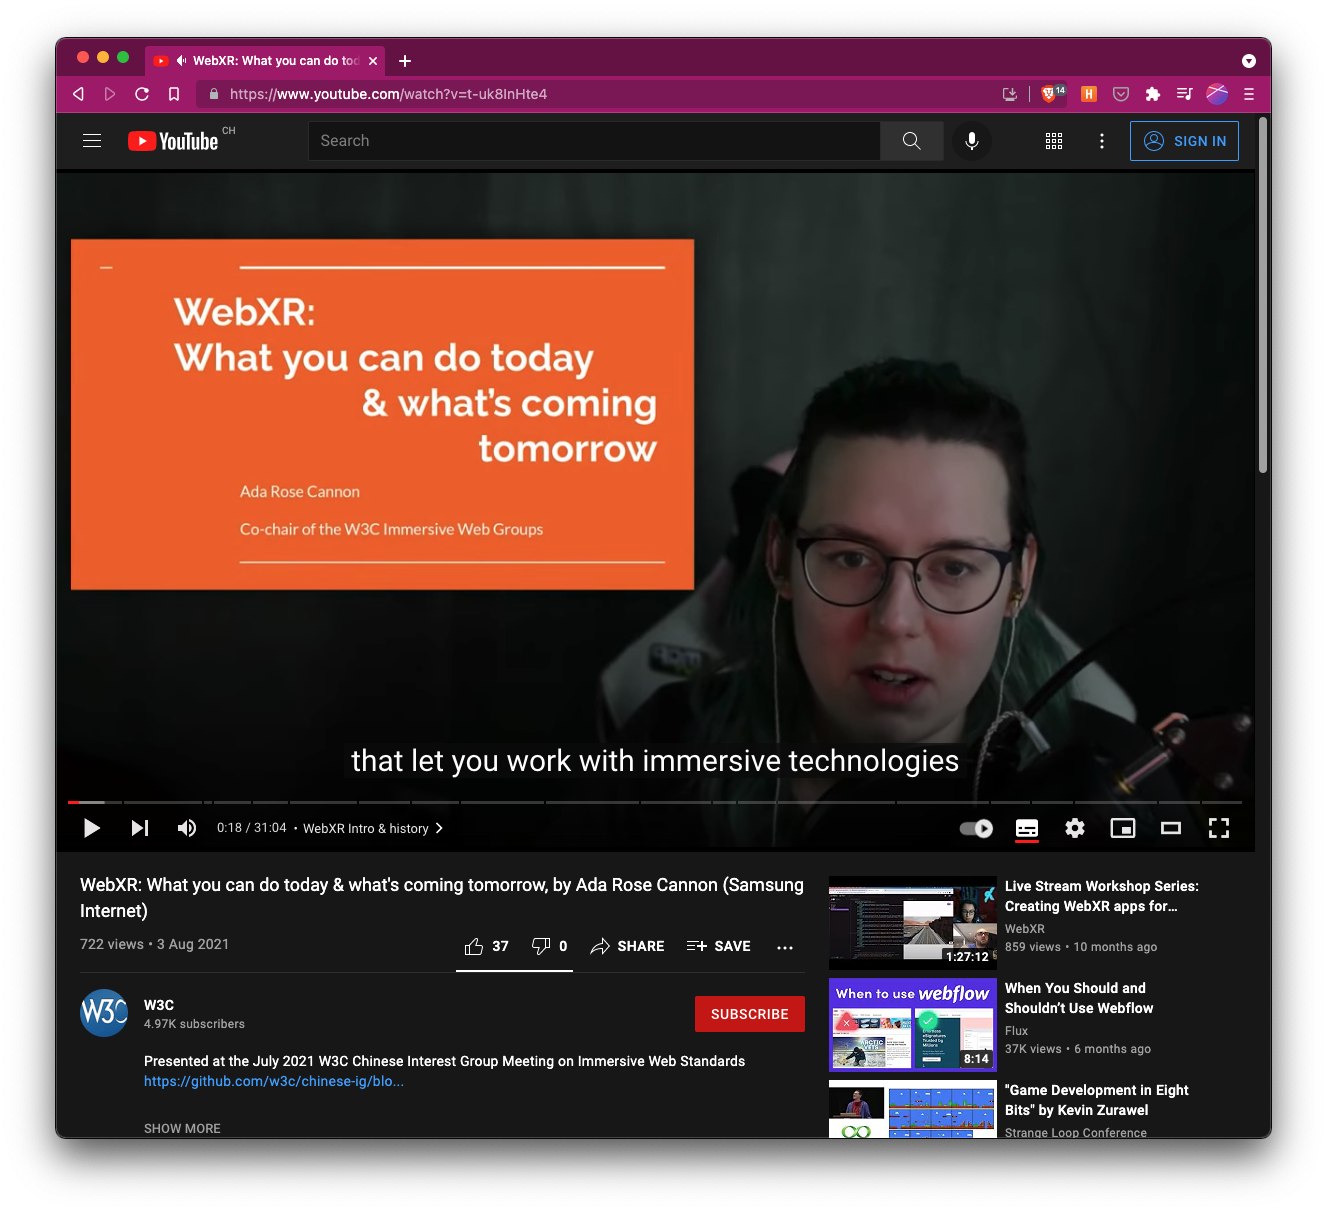 WebXR: What you can do tod
https://www.youtube.com/watch?v=t-uk8InHte4
14
H
YouTube CH
Search
SIGN IN
WebXR:
What you can do today
& what's coming
tomorrow
Ada Rose Cannon
Co-chair of the W3C Immersive Web Groups
that let you work with immersive technologies
0:18 / 31:04 • WebXR Intro & history
WebXR: What you can do today & what's coming tomorrow, by Ada Rose Cannon (Samsung
Internet)
722 views • 3 Aug 2021
37
0
SHARE
SAVE
W3C
W3C
4.97K subscribers
SUBSCRIBE
Presented at the July 2021 W3C Chinese Interest Group Meeting on Immersive Web Standards
https://github.com/w3c/chinese-ig/blo...
SHOW MORE
1:27:12
Live Stream Workshop Series:
Creating WebXR apps for…
WebXR
859 views • 10 months ago
When to use webflow
ARCTIC
8:14
When You Should and
Shouldn’t Use Webflow
Flux
37K views • 6 months ago
"Game Development in Eight
Bits" by Kevin Zurawel
Strange Loop Conference